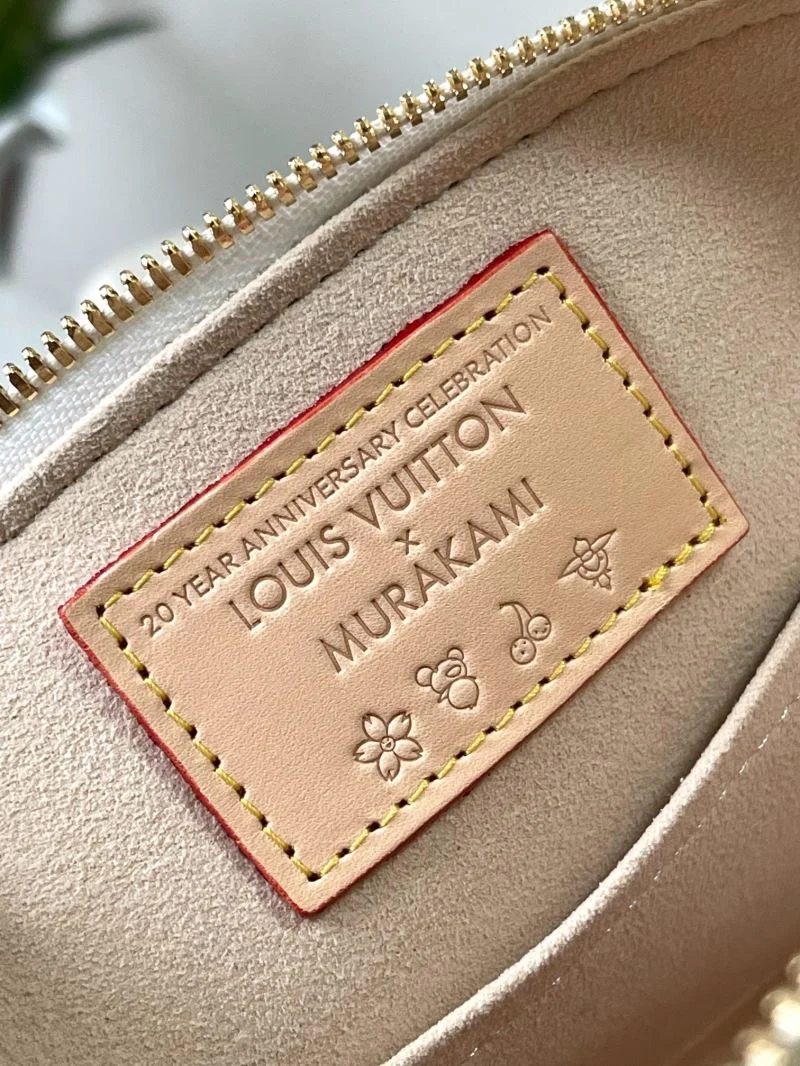 20 YEAR ANNIVERSARY CELEBRATION
LOUIS VUITTON
×
MURAKAMI